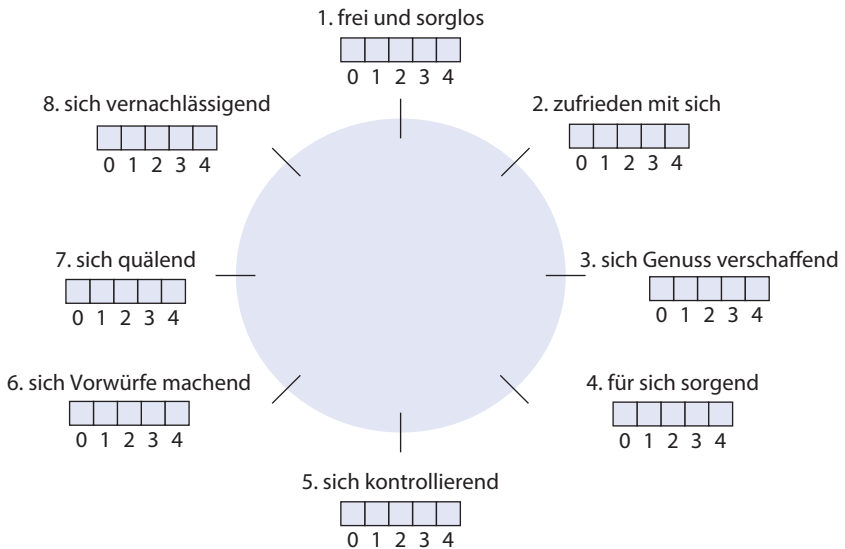 1. frei und sorglos
0 1 2 3 4
2. zufrieden mit sich
0 1 2 3 4
3. sich Genuss verschaffend
0 1 2 3 4
4. für sich sorgend
0 1 2 3 4
5. sich kontrollierend
0 1 2 3 4
6. sich Vorwürfe machend
0 1 2 3 4
7. sich quälend
0 1 2 3 4
8. sich vernachlässigend
0 1 2 3 4